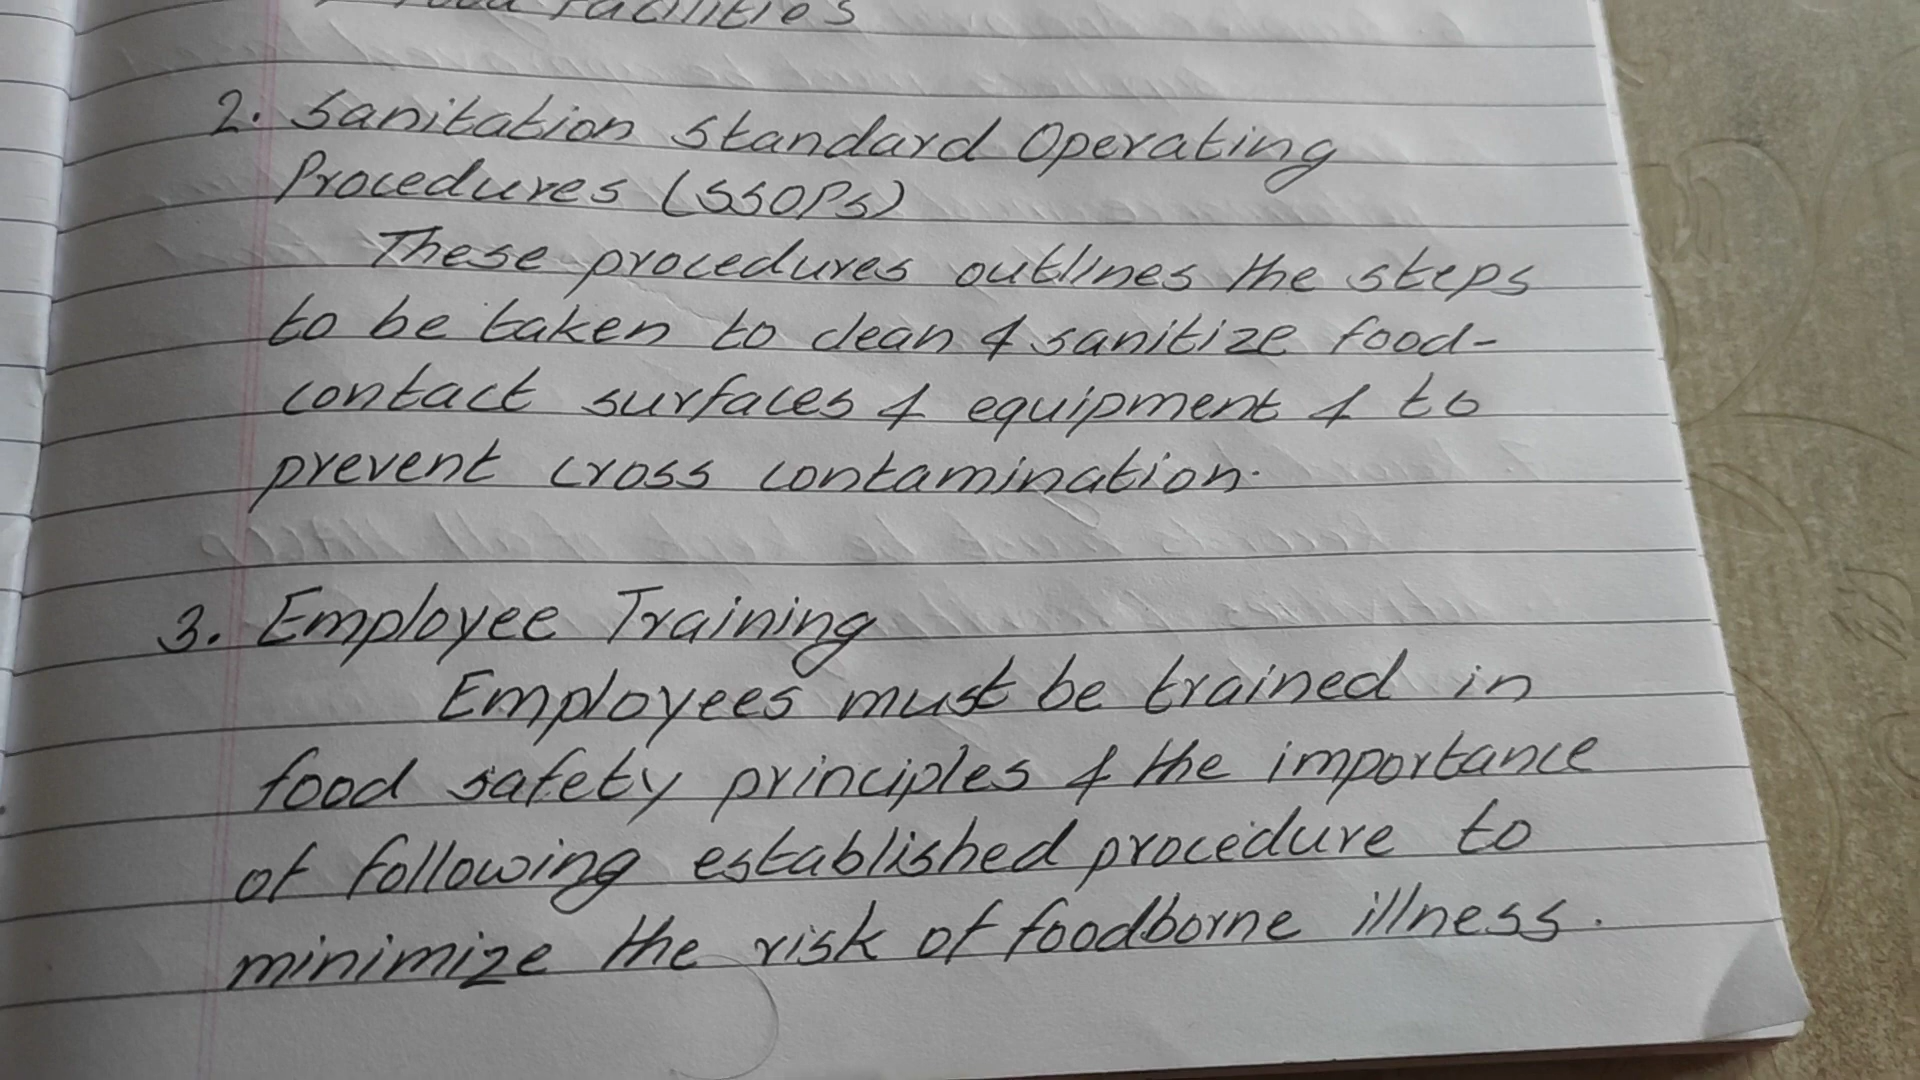 food facilities
2. Sanitation Standard Operating
Procedures (SSOPs)
These procedures outlines the steps
to be taken to clean & sanitize food-
contact surfaces & equipment & to
prevent cross contamination.
3. Employee Training
Employees must be trained in
food safety principles & the importance
of following established procedure to
minimize the risk of foodborne illness.